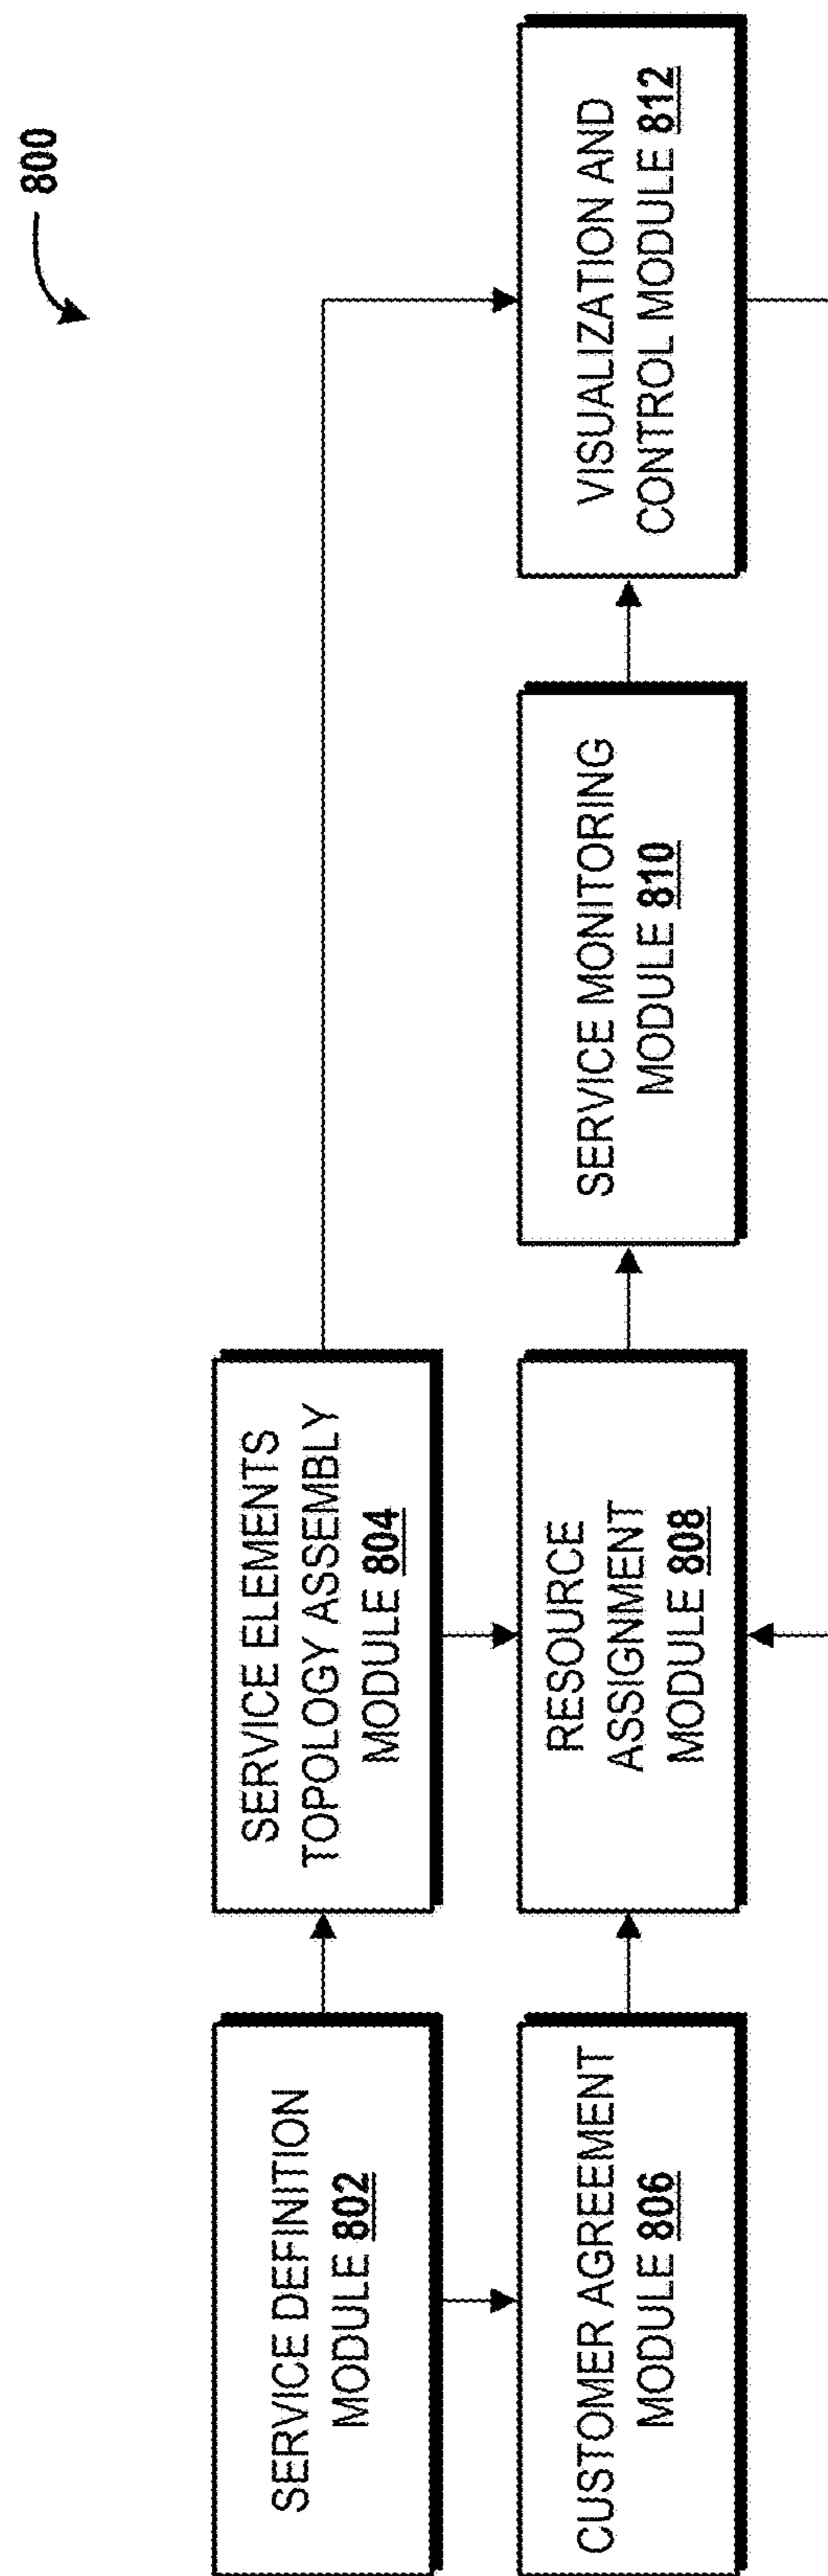 800
SERVICE DEFINITION
MODULE 802
SERVICE ELEMENTS
TOPOLOGY ASSEMBLY
MODULE 804
CUSTOMER AGREEMENT
MODULE 806
RESOURCE
ASSIGNMENT
MODULE 808
SERVICE MONITORING
MODULE 810
VISUALIZATION AND
CONTROL MODULE 812